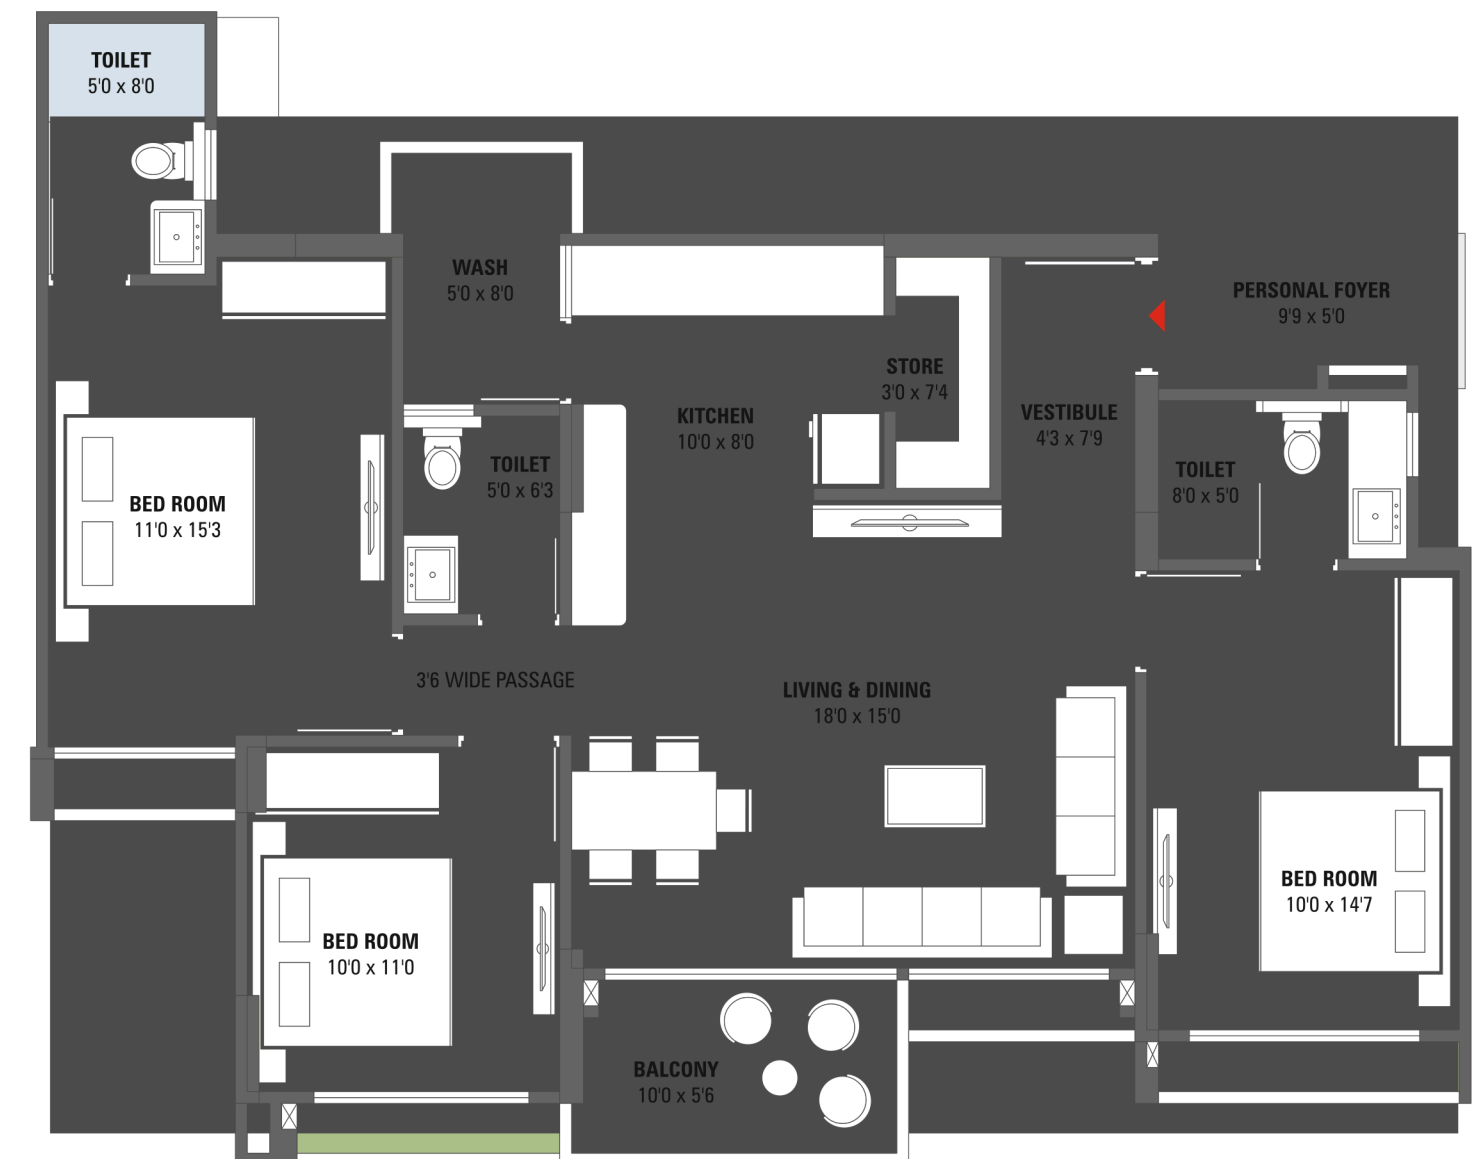 TOILET
5'0 x 8'0
WASH
5'0 x 8'0
PERSONAL FOYER
9'9 x 5'0
STORE
3'0 x 7'4
KITCHEN
10'0 x 8'0
VESTIBULE
4'3 x 7'9
TOILET
5'0 x 6'3
TOILET
8'0 x 5'0
BED ROOM
11'0 x 15'3
3'6 WIDE PASSAGE
LIVING & DINING
18'0 x 15'0
BED ROOM
10'0 x 14'7
BED ROOM
10'0 x 11'0
BALCONY
10'0 x 5'6